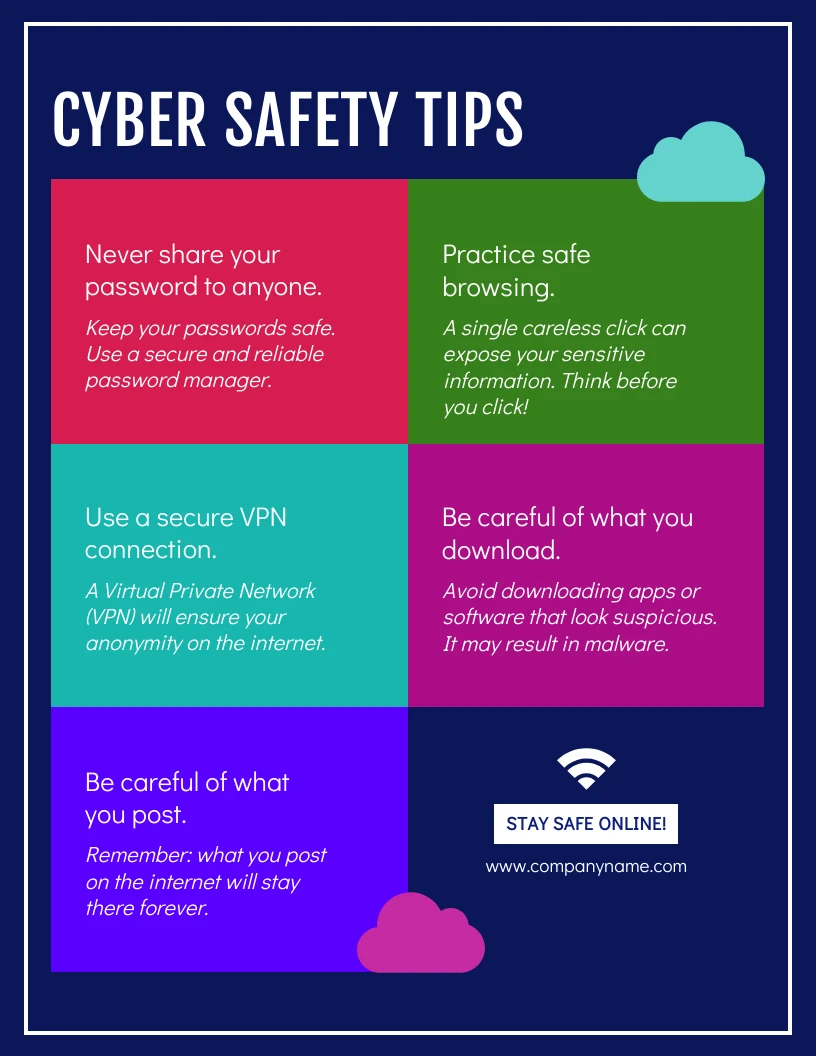 CYBER SAFETY TIPS
Never share your
password to anyone.
Keep your passwords safe.
Use a secure and reliable
password manager.
Practice safe
browsing.
A single careless click can
expose your sensitive
information. Think before
you click!
Use a secure VPN
connection.
A Virtual Private Network
(VPN) will ensure your
anonymity on the internet.
Be careful of what you
download.
Avoid downloading apps or
software that look suspicious.
It may result in malware.
Be careful of what
you post.
Remember: what you post
on the internet will stay
there forever.
STAY SAFE ONLINE!
www.companyname.com